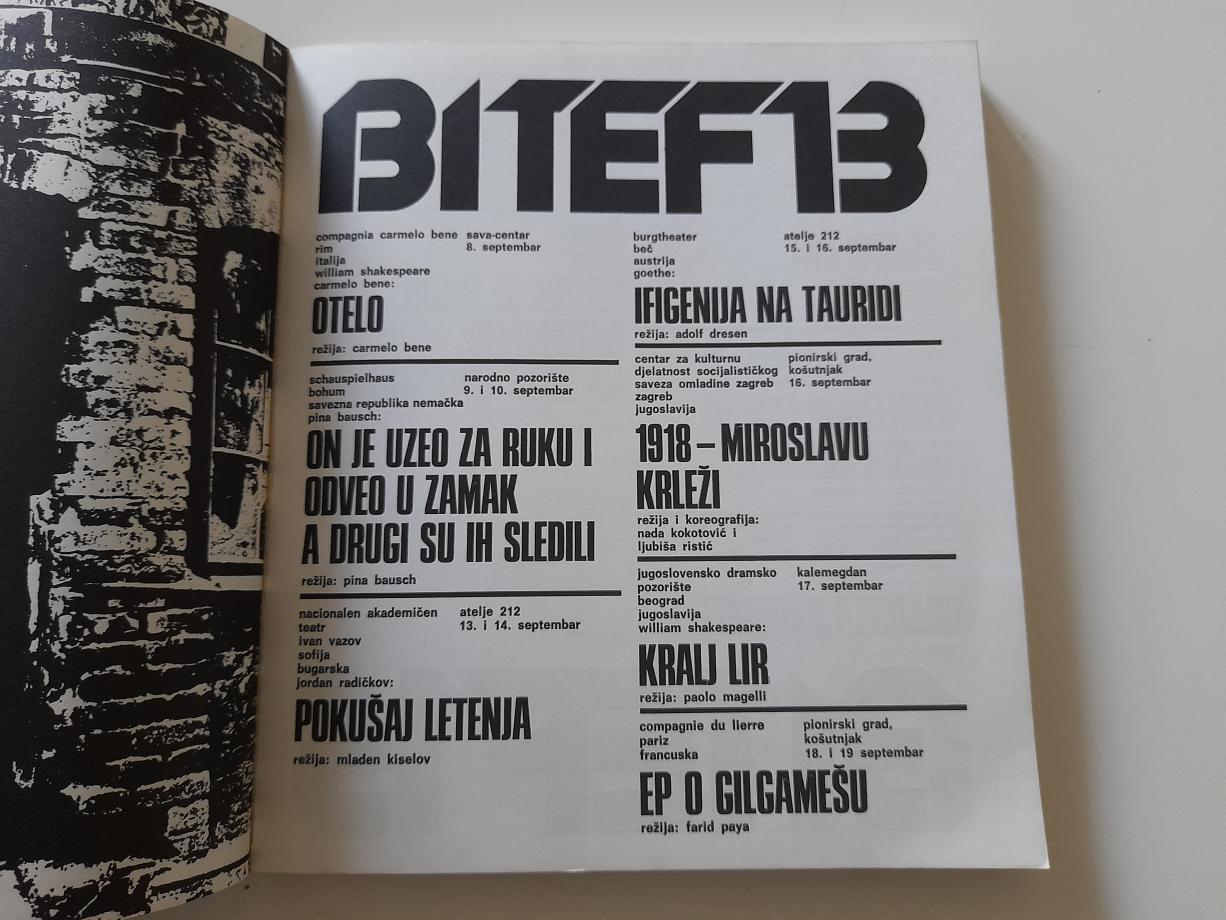 BITEF13
compagnia carmelo bene
rim
italija
william shakespeare
carmelo bene:
sava-centar
8. septembar
OTELO
režija: carmelo bene
schauspielhaus
bohum
savezna republika nemačka
pina bausch:
narodno pozorište
9. i 10. septembar
ON JE UZEO ZA RUKU I
ODVEO U ZAMAK
A DRUGI SU IH SLEDILI
režija: pina bausch
nacionalen akademičen
teatr
ivan vazov
sofija
bugarska
jordan radičkov:
atelje 212
13. i 14. septembar
POKUŠAJ LETENJA
režija: mladen kiselov
burgtheater
beč
austrija
goethe:
atelje 212
15. i 16. septembar
IFIGENIJA NA TAURIDI
režija: adolf dresen
centar za kulturnu
djelatnost socijalističkog
saveza omladine zagreb
zagreb
jugoslavija
pionirski grad,
košutnjak
16. septembar
1918 – MIROSLAVU
KRLEŽI
režija i koreografija:
nada kokotović i
ljubiša ristić
jugoslovensko dramsko
pozorište
beograd
jugoslavija
william shakespeare:
kalemegdan
17. septembar
KRALJ LIR
režija: paolo magelli
compagnie du lierre
pariz
francuska
pionirski grad,
košutnjak
18. i 19 septembar
EP O GILGAMEŠU
režija: farid paya